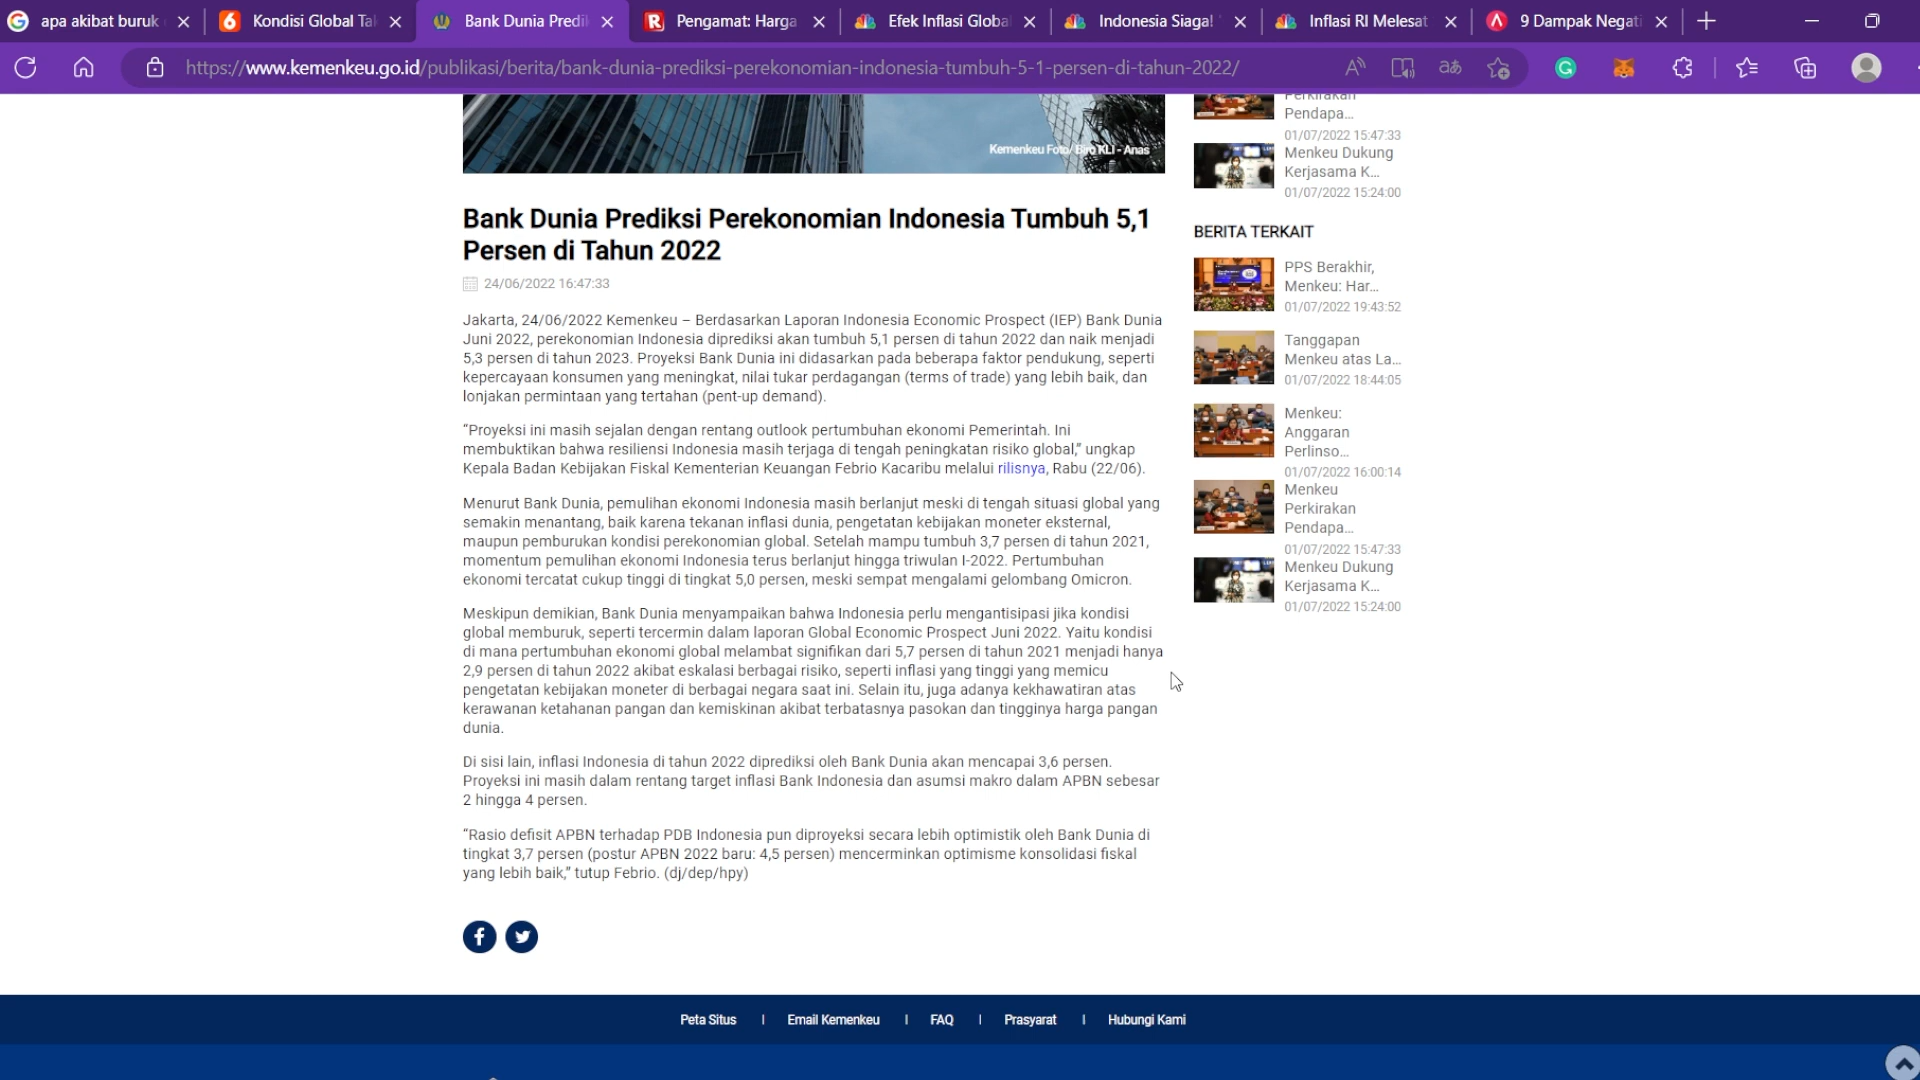 apa akibat buruk
Kondisi Global Tak
Bank Dunia Predik
Pengamat: Harga
Efek Inflasi Global
Indonesia Siaga!
Inflasi RI Melesat
9 Dampak Negati
https://www.kemenkeu.go.id/publikasi/berita/bank-dunia-prediksi-perekonomian-indonesia-tumbuh-5-1-persen-di-tahun-2022/
Kemenkeu Foto/ Biro KLI - Anas
Bank Dunia Prediksi Perekonomian Indonesia Tumbuh 5,1
Persen di Tahun 2022
24/06/2022 16:47:33
Jakarta, 24/06/2022 Kemenkeu – Berdasarkan Laporan Indonesia Economic Prospect (IEP) Bank Dunia
Juni 2022, perekonomian Indonesia diprediksi akan tumbuh 5,1 persen di tahun 2022 dan naik menjadi
5,3 persen di tahun 2023. Proyeksi Bank Dunia ini didasarkan pada beberapa faktor pendukung, seperti
kepercayaan konsumen yang meningkat, nilai tukar perdagangan (terms of trade) yang lebih baik, dan
lonjakan permintaan yang tertahan (pent-up demand).
“Proyeksi ini masih sejalan dengan rentang outlook pertumbuhan ekonomi Pemerintah. Ini
membuktikan bahwa resiliensi Indonesia masih terjaga di tengah peningkatan risiko global,” ungkap
Kepala Badan Kebijakan Fiskal Kementerian Keuangan Febrio Kacaribu melalui rilisnya, Rabu (22/06).
Menurut Bank Dunia, pemulihan ekonomi Indonesia masih berlanjut meski di tengah situasi global yang
semakin menantang, baik karena tekanan inflasi dunia, pengetatan kebijakan moneter eksternal,
maupun pemburukan kondisi perekonomian global. Setelah mampu tumbuh 3,7 persen di tahun 2021,
momentum pemulihan ekonomi Indonesia terus berlanjut hingga triwulan I-2022. Pertumbuhan
ekonomi tercatat cukup tinggi di tingkat 5,0 persen, meski sempat mengalami gelombang Omicron.
Meskipun demikian, Bank Dunia menyampaikan bahwa Indonesia perlu mengantisipasi jika kondisi
global memburuk, seperti tercermin dalam laporan Global Economic Prospect Juni 2022. Yaitu kondisi
di mana pertumbuhan ekonomi global melambat signifikan dari 5,7 persen di tahun 2021 menjadi hanya
2,9 persen di tahun 2022 akibat eskalasi berbagai risiko, seperti inflasi yang tinggi yang memicu
pengetatan kebijakan moneter di berbagai negara saat ini. Selain itu, juga adanya kekhawatiran atas
kerawanan ketahanan pangan dan kemiskinan akibat terbatasnya pasokan dan tingginya harga pangan
dunia.
Di sisi lain, inflasi Indonesia di tahun 2022 diprediksi oleh Bank Dunia akan mencapai 3,6 persen.
Proyeksi ini masih dalam rentang target inflasi Bank Indonesia dan asumsi makro dalam APBN sebesar
2 hingga 4 persen.
“Rasio defisit APBN terhadap PDB Indonesia pun diproyeksi secara lebih optimistik oleh Bank Dunia di
tingkat 3,7 persen (postur APBN 2022 baru: 4,5 persen) mencerminkan optimisme konsolidasi fiskal
yang lebih baik,” tutup Febrio. (dj/dep/hpy)
Perkirakan
Pendapa...
01/07/2022 15:47:33
Menkeu Dukung
Kerjasama K...
01/07/2022 15:24:00
BERITA TERKAIT
PPS Berakhir,
Menkeu: Har...
01/07/2022 19:43:52
Tanggapan
Menkeu atas La...
01/07/2022 18:44:05
Menkeu:
Anggaran
Perlinso...
01/07/2022 16:00:14
Menkeu
Perkirakan
Pendapa...
01/07/2022 15:47:33
Menkeu Dukung
Kerjasama K...
01/07/2022 15:24:00
Peta Situs | Email Kemenkeu | FAQ | Prasyarat | Hubungi Kami